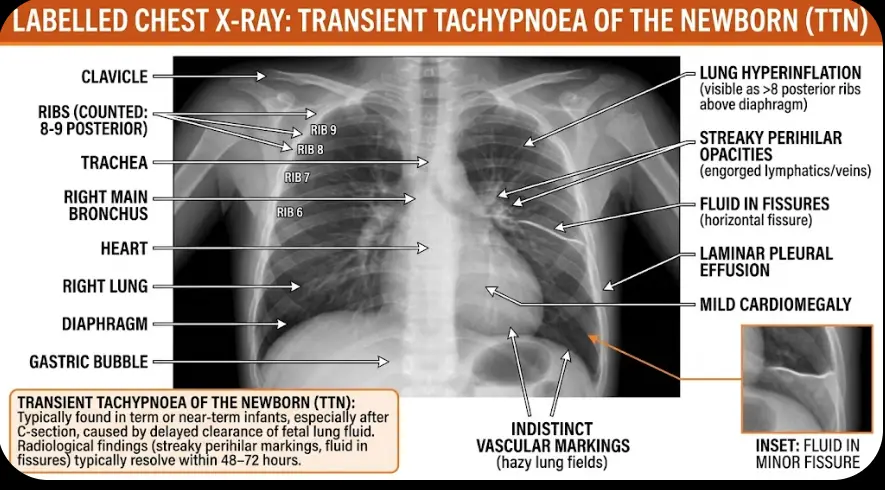 LABELLED CHEST X-RAY: TRANSIENT TACHYPNOEA OF THE NEWBORN (TTN)
CLAVICLE
RIBS (COUNTED:
8-9 POSTERIOR)
TRACHEA
RIGHT MAIN
BRONCHUS
HEART
RIGHT LUNG
DIAPHRAGM
GASTRIC BUBBLE
RIB 9
RIB 8
RIB 7
RIB 6
LUNG HYPERINFLATION
(visible as >8 posterior ribs
above diaphragm)
STREAKY PERIHILAR
OPACITIES
(engorged lymphatics/veins)
FLUID IN FISSURES
(horizontal fissure)
LAMINAR PLEURAL
EFFUSION
MILD CARDIOMEGALY
INDISTINCT
VASCULAR MARKINGS
(hazy lung fields)
INSET: FLUID IN
MINOR FISSURE
TRANSIENT TACHYPNOEA OF THE NEWBORN (TTN):
Typically found in term or near-term infants, especially after
C-section, caused by delayed clearance of fetal lung fluid.
Radiological findings (streaky perihilar markings, fluid in
fissures) typically resolve within 48–72 hours.